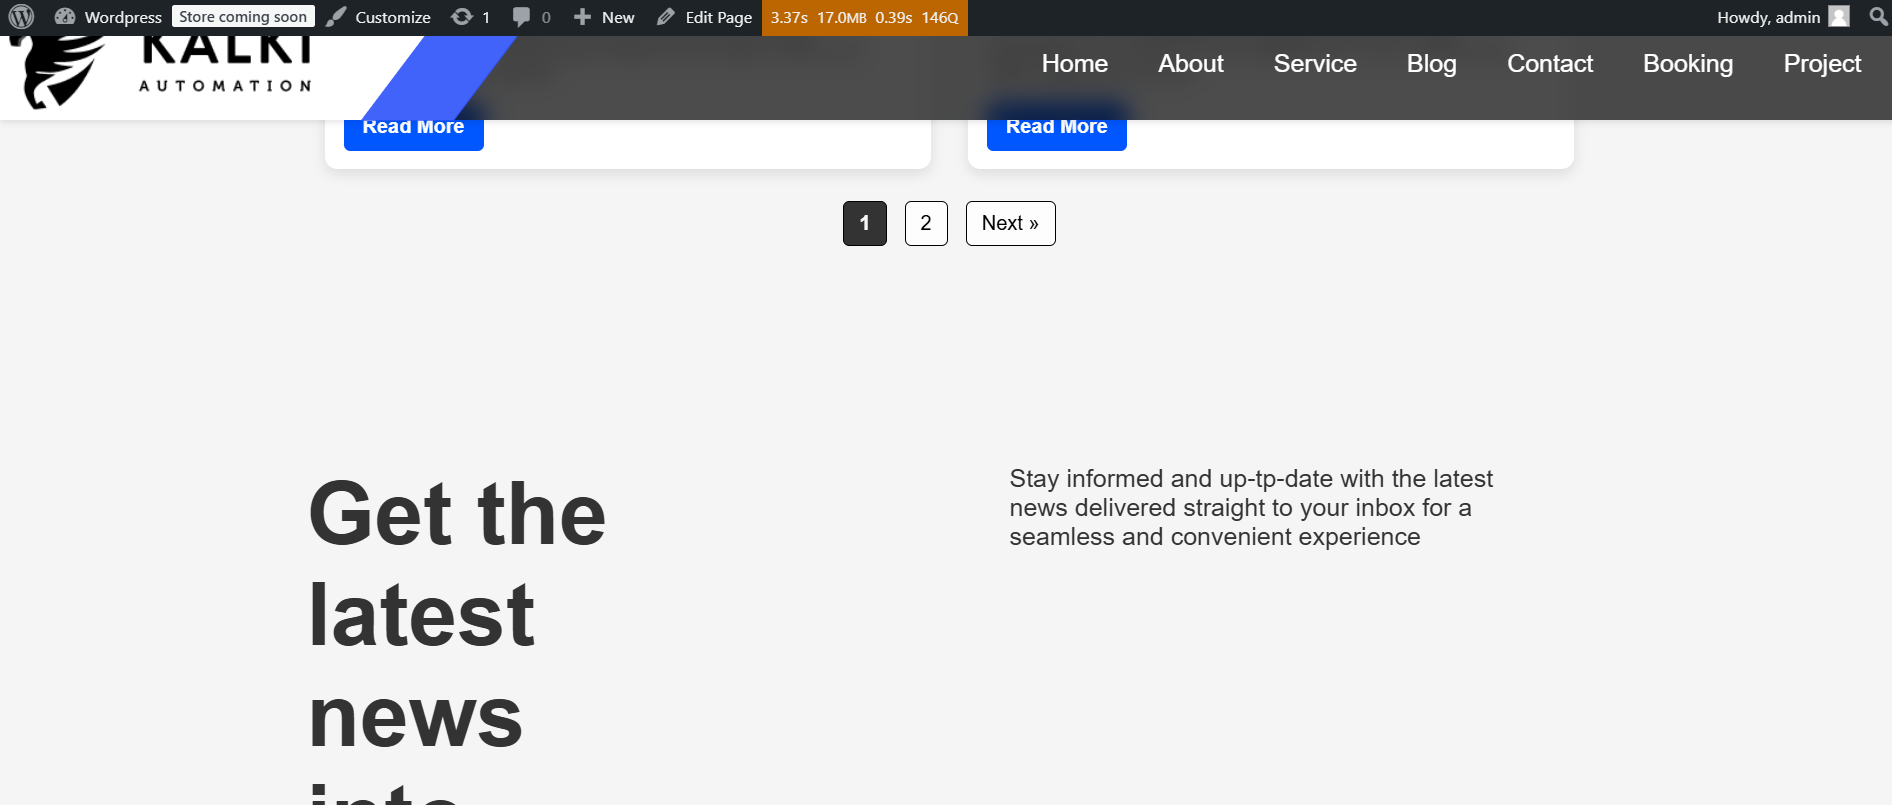 Wordpress Store coming soon Customize 1 0 New Edit Page 3.37s 17.0MB 0.39s 146Q Howdy, admin
KALKI
AUTOMATION
Home About Service Blog Contact Booking Project
Read More Read More
1 2 Next »
Get the
latest
news
into
Stay informed and up-tp-date with the latest
news delivered straight to your inbox for a
seamless and convenient experience